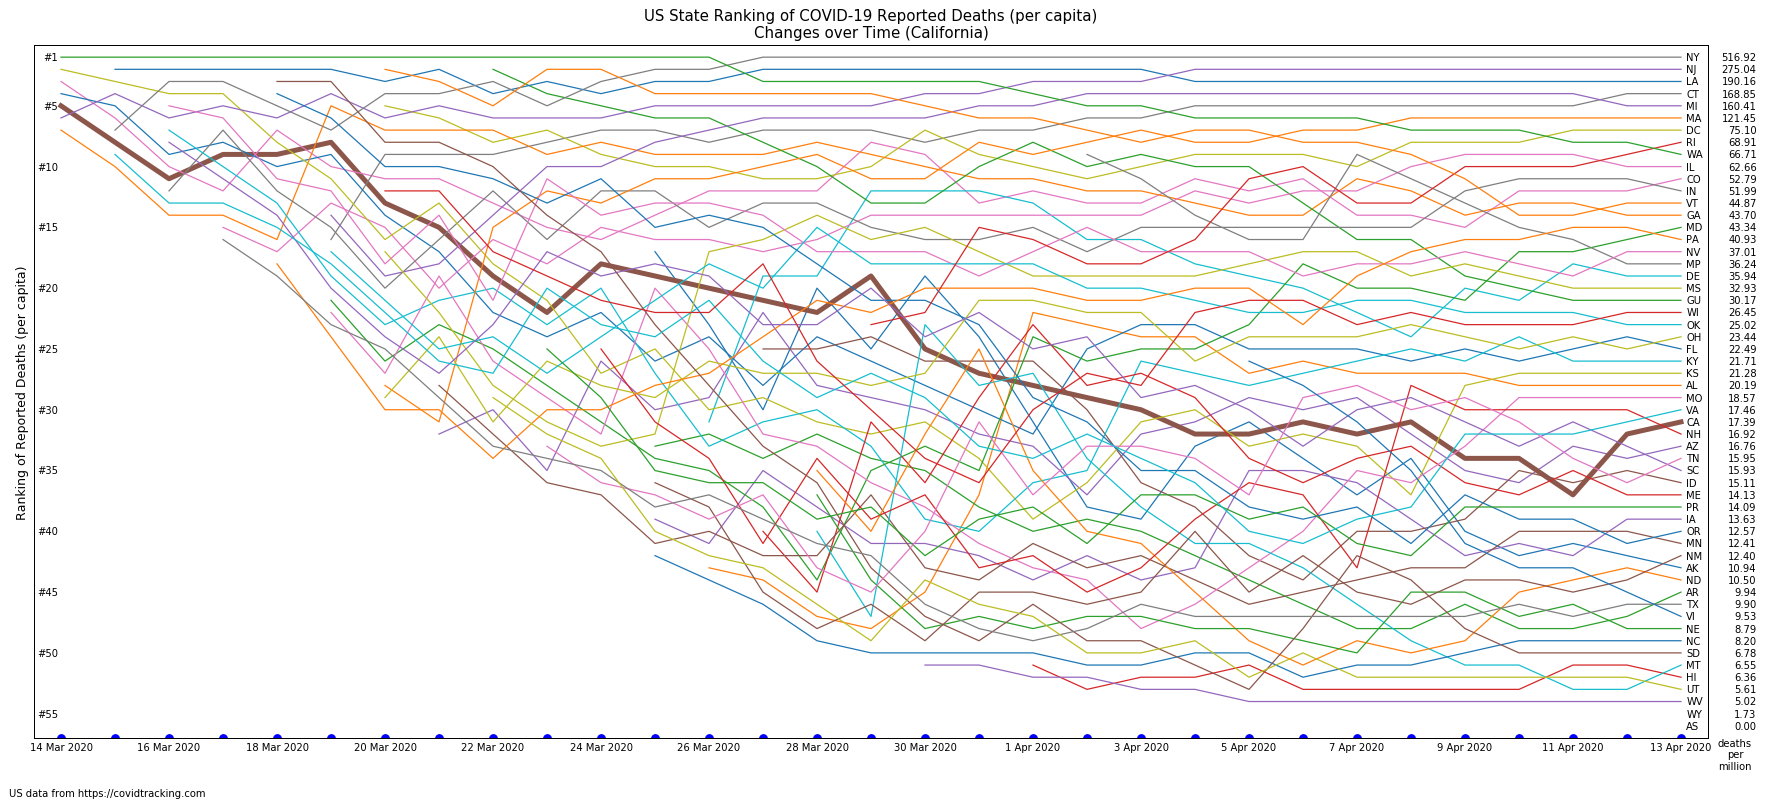 US State Ranking of COVID-19 Reported Deaths (per capita)
Changes over Time (California)
Ranking of Reported Deaths (per capita)
#1
#5
#10
#15
#20
#25
#30
#35
#40
#45
#50
#55
NY 516.92
NJ 275.04
LA 190.16
CT 168.85
MI 160.41
MA 121.45
DC 75.10
RI 68.91
WA 66.71
IL 62.66
CO 52.79
IN 51.99
VT 44.87
GA 43.70
MD 43.34
PA 40.93
NV 37.01
MP 36.24
DE 35.94
MS 32.93
GU 30.17
WI 26.45
OK 25.02
OH 23.44
FL 22.49
KY 21.71
KS 21.28
AL 20.19
MO 18.57
VA 17.46
CA 17.39
NH 16.92
AZ 16.76
TN 15.95
SC 15.93
ID 15.11
ME 14.13
PR 14.09
IA 13.63
OR 12.57
MN 12.41
NM 12.40
AK 10.94
ND 10.50
AR 9.94
TX 9.90
VI 9.53
NE 8.79
NC 8.20
SD 6.78
MT 6.55
HI 6.36
UT 5.61
WV 5.02
WY 1.73
AS 0.00
14 Mar 2020 16 Mar 2020 18 Mar 2020 20 Mar 2020 22 Mar 2020 24 Mar 2020 26 Mar 2020 28 Mar 2020 30 Mar 2020 1 Apr 2020 3 Apr 2020 5 Apr 2020 7 Apr 2020 9 Apr 2020 11 Apr 2020 13 Apr 2020
deaths
per
million
US data from https://covidtracking.com